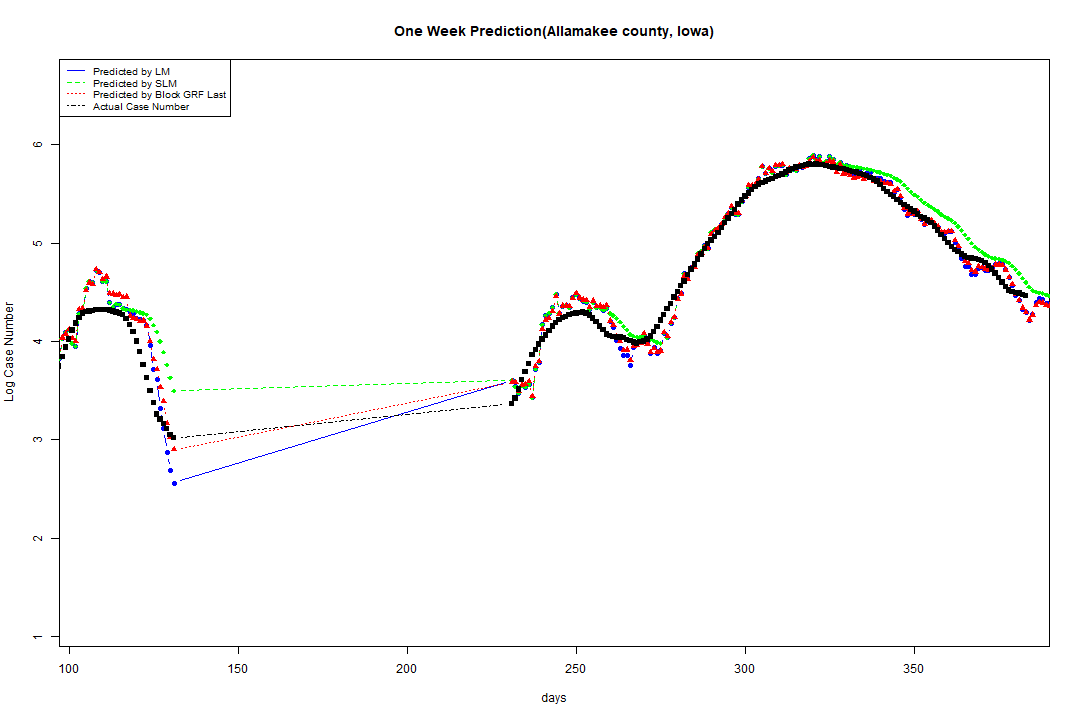 One Week Prediction(Allamakee county, Iowa)
Predicted by LM
Predicted by SLM
Predicted by Block GRF Last
Actual Case Number
Log Case Number
6
5
4
3
2
1
100 150 200 250 300 350
days